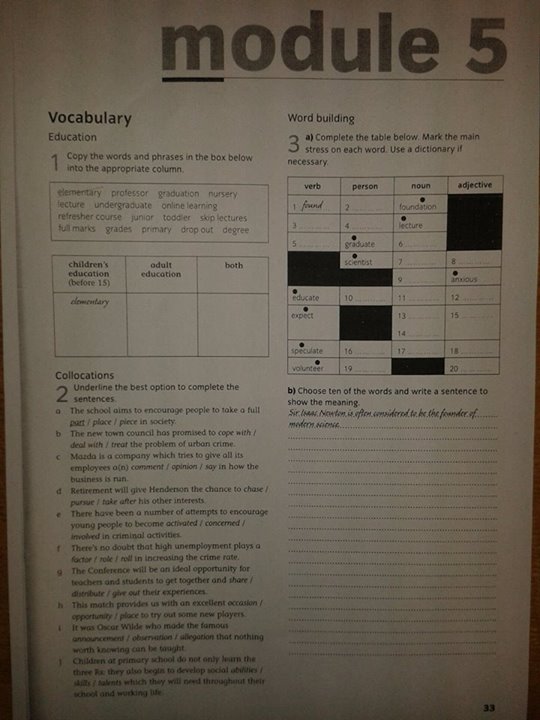 module 5
Vocabulary
Education
1 Copy the words and phrases in the box below
into the appropriate column.
elementary professor graduation nursery
lecture undergraduate online learning
refresher course junior toddler skip lectures
full marks grades primary drop out degree
children's education (before 15) adult education both
elementary
Collocations
2 Underline the best option to complete the
sentences.
a The school aims to encourage people to take a full
part / place / piece in society.
b The new town council has promised to cope with /
deal with / treat the problem of urban crime.
c Mazda is a company which tries to give all its
employees a(n) comment / opinion / say in how the
business is run.
d Retirement will give Henderson the chance to chase /
pursue / take after his other interests.
e There have been a number of attempts to encourage
young people to become activated / concerned /
involved in criminal activities.
f There's no doubt that high unemployment plays a
factor / role / roll in increasing the crime rate.
g The Conference will be an ideal opportunity for
teachers and students to get together and share /
distribute / give out their experiences.
h This match provides us with an excellent occasion /
opportunity / place to try out some new players.
i It was Oscar Wilde who made the famous
announcement / observation / allegation that nothing
worth knowing can be taught.
j Children at primary school do not only learn the
three Rs: they also begin to develop social abilities /
skills / talents which they will need throughout their
school and working life.
Word building
3 a) Complete the table below. Mark the main
stress on each word. Use a dictionary if
necessary.
verb person noun adjective
1 found 2 foundation
3 4 lecture
5 graduate 6
scientist 7 8
9 anxious
educate 10 11 12
expect 13 15
14
speculate 16 17 18
volunteer 19 20
b) Choose ten of the words and write a sentence to
show the meaning.
Sir Isaac Newton is often considered to be the founder of
modern science.
33